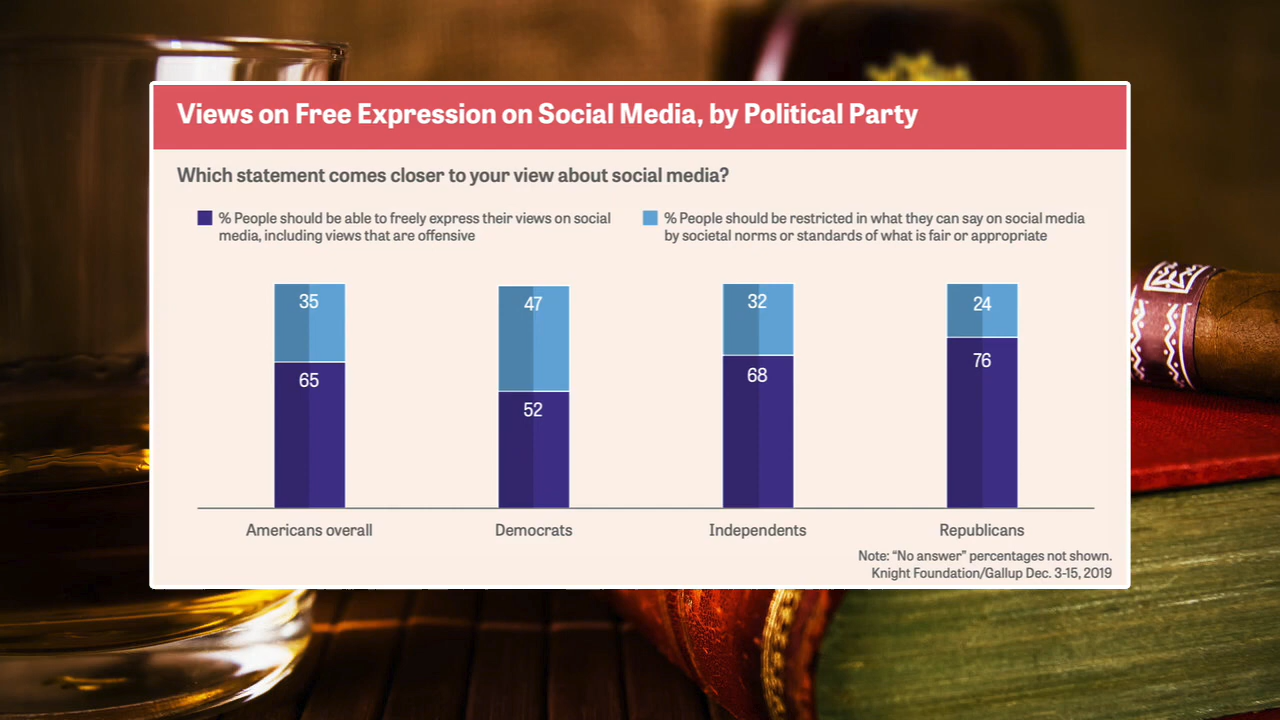 Views on Free Expression on Social Media, by Political Party
Which statement comes closer to your view about social media?
% People should be able to freely express their views on social
media, including views that are offensive
% People should be restricted in what they can say on social media
by societal norms or standards of what is fair or appropriate
35
47
32
24
65
52
68
76
Americans overall
Democrats
Independents
Republicans
Note: “No answer” percentages not shown.
Knight Foundation/Gallup Dec. 3-15, 2019